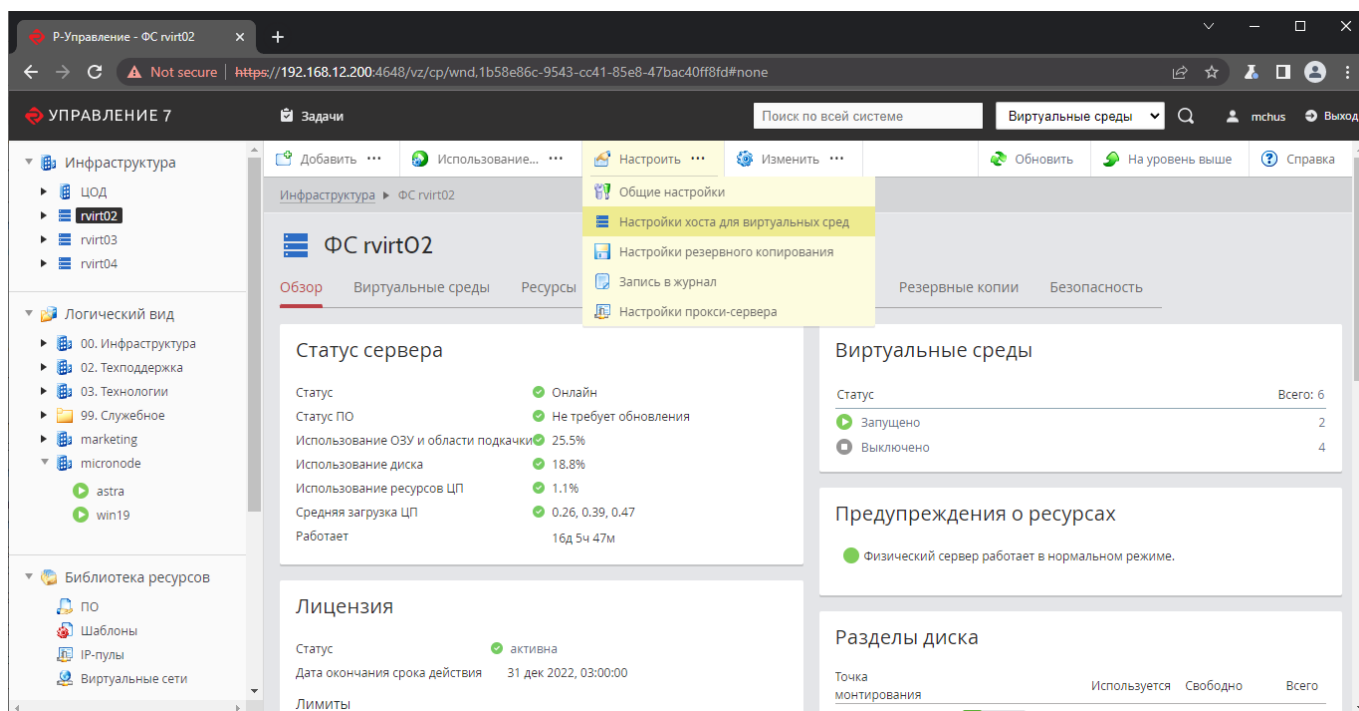 Р-Управление - ФС rvirt02
Not secure | https://192.168.12.200:4648/vz/cp/wnd,1b58e86c-9543-cc41-85e8-47bac40ff8fd#none
УПРАВЛЕНИЕ 7
Задачи
Поиск по всей системе
Виртуальные среды
mchus
Выход
Инфраструктура
ЦОД
rvirt02
rvirt03
rvirt04
Логический вид
00. Инфраструктура
02. Техподдержка
03. Технологии
99. Служебное
marketing
micronode
astra
win19
Библиотека ресурсов
ПО
Шаблоны
IP-пулы
Виртуальные сети
Добавить ...
Использование... ...
Настроить ...
Изменить ...
Обновить
На уровень выше
Справка
Общие настройки
Настройки хоста для виртуальных сред
Настройки резервного копирования
Запись в журнал
Настройки прокси-сервера
Инфраструктура ► ФС rvirt02
ФС rvirt02
Обзор Виртуальные среды Ресурсы Резервные копии Безопасность
Статус сервера
Статус Онлайн
Статус ПО Не требует обновления
Использование ОЗУ и области подкачки 25.5%
Использование диска 18.8%
Использование ресурсов ЦП 1.1%
Средняя загрузка ЦП 0.26, 0.39, 0.47
Работает 16д 5ч 47м
Лицензия
Статус активна
Дата окончания срока действия 31 дек 2022, 03:00:00
Лимиты
Виртуальные среды
Статус Всего: 6
Запущено 2
Выключено 4
Предупреждения о ресурсах
Физический сервер работает в нормальном режиме.
Разделы диска
Точка
монтирования Используется Свободно Всего